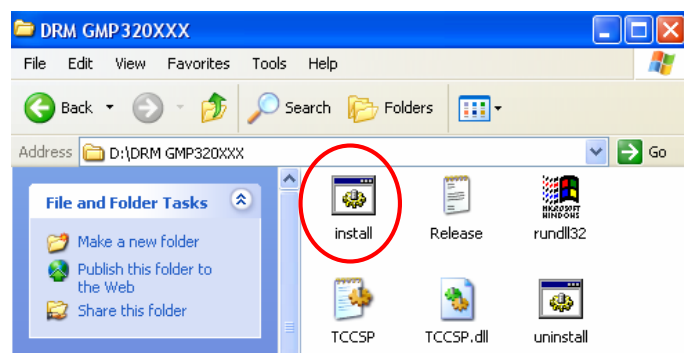 DRM GMP320XXX
File Edit View Favorites Tools Help
Back Search Folders
Address D:\DRM GMP320XXX Go
File and Folder Tasks
Make a new folder
Publish this folder to
the Web
Share this folder
install Release rundll32
MICROSOFT
WINDOWS
TCCSP TCCSP.dll uninstall